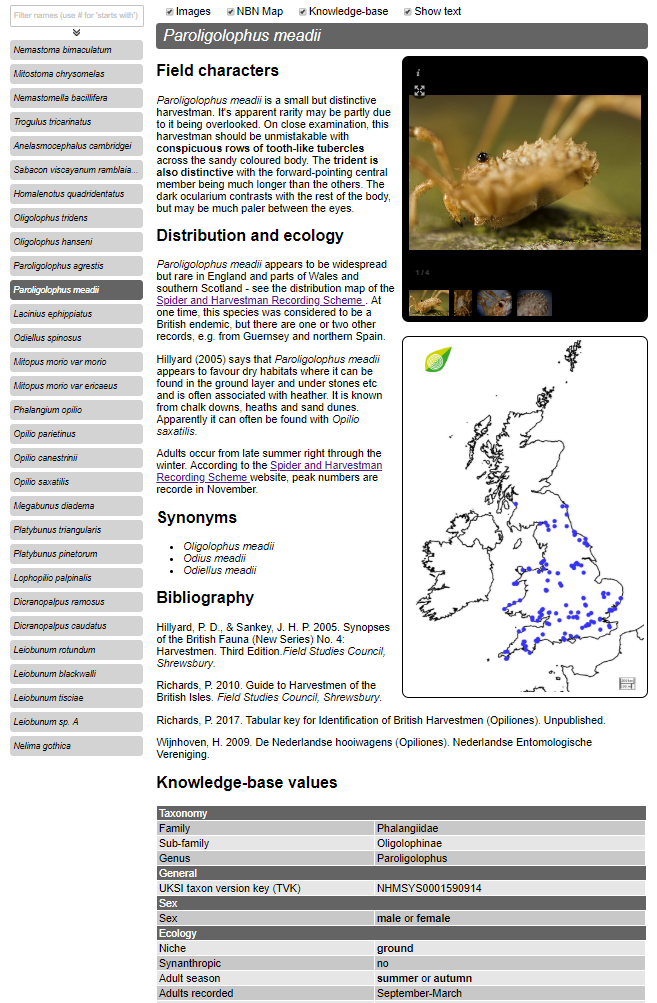 Filter names (use # for 'starts with')
Nemastoma bimaculatum
Mitostoma chrysomelas
Nemastomella bacillifera
Trogulus tricarinatus
Anelasmocephalus cambridgei
Sabacon viscayanum ramblaia...
Homalenotus quadridentatus
Oligolophus tridens
Oligolophus hanseni
Paroligolophus agrestis
Paroligolophus meadii
Lacinius ephippiatus
Odiellus spinosus
Mitopus morio var morio
Mitopus morio var ericaeus
Phalangium opilio
Opilio parietinus
Opilio canestrinii
Opilio saxatilis
Megabunus diadema
Platybunus triangularis
Platybunus pinetorum
Lophopilio palpinalis
Dicranopalpus ramosus
Dicranopalpus caudatus
Leiobunum rotundum
Leiobunum blackwalli
Leiobunum tisciae
Leiobunum sp. A
Nelima gothica
Images NBN Map Knowledge-base Show text
Paroligolophus meadii
Field characters
Paroligolophus meadii is a small but distinctive
harvestman. It's apparent rarity may be partly due
to it being overlooked. On close examination, this
harvestman should be unmistakable with
conspicuous rows of tooth-like tubercles
across the sandy coloured body. The trident is
also distinctive with the forward-pointing central
member being much longer than the others. The
dark ocularium contrasts with the rest of the body,
but may be much paler between the eyes.
i
1 / 4
Distribution and ecology
Paroligolophus meadii appears to be widespread
but rare in England and parts of Wales and
southern Scotland - see the distribution map of the
Spider and Harvestman Recording Scheme . At
one time, this species was considered to be a
British endemic, but there are one or two other
records, e.g. from Guernsey and northern Spain.
Hillyard (2005) says that Paroligolophus meadii
appears to favour dry habitats where it can be
found in the ground layer and under stones etc
and is often associated with heather. It is known
from chalk downs, heaths and sand dunes.
Apparently it can often be found with Opilio
saxatilis.
Adults occur from late summer right through the
winter. According to the Spider and Harvestman
Recording Scheme website, peak numbers are
recorde in November.
Synonyms
Oligolophus meadii
Odius meadii
Odiellus meadii
Bibliography
Hillyard, P. D., & Sankey, J. H. P. 2005. Synopses
of the British Fauna (New Series) No. 4:
Harvestmen. Third Edition.Field Studies Council,
Shrewsbury.
Richards, P. 2010. Guide to Harvestmen of the
British Isles. Field Studies Council, Shrewsbury.
Richards, P. 2017. Tabular key for Identification of British Harvestmen (Opiliones). Unpublished.
Wijnhoven, H. 2009. De Nederlandse hooiwagens (Opiliones). Nederlandse Entomologische
Vereniging.
Knowledge-base values
Taxonomy
Family Phalangiidae
Sub-family Oligolophinae
Genus Paroligolophus
General
UKSI taxon version key (TVK) NHMSYS0001590914
Sex
Sex male or female
Ecology
Niche ground
Synanthropic no
Adult season summer or autumn
Adults recorded September-March